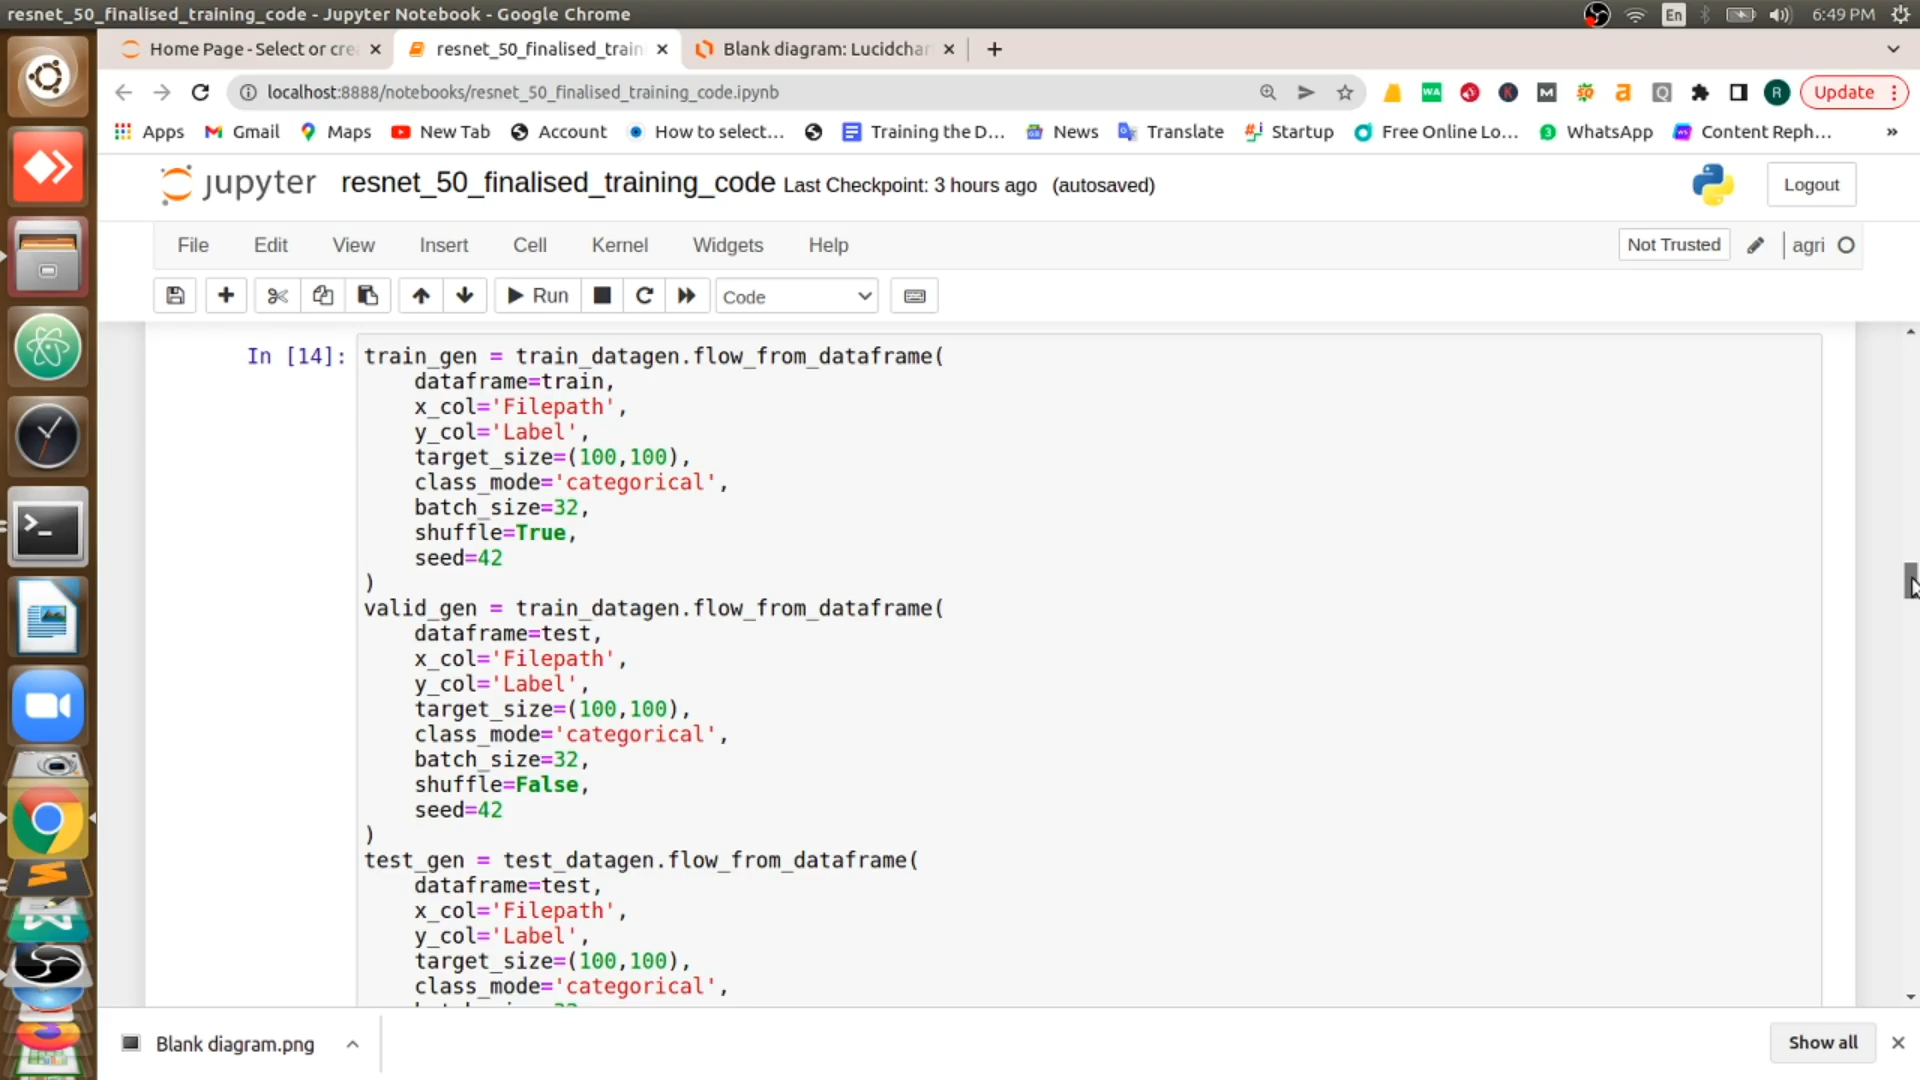 resnet_50_finalised_training_code - Jupyter Notebook - Google Chrome
En
6:49 PM
Home Page - Select or cre
resnet_50_finalised_train
Blank diagram: Lucidchar
localhost:8888/notebooks/resnet_50_finalised_training_code.ipynb
WA
K
M
a
Q
R
Update
Apps
Gmail
Maps
New Tab
Account
How to select...
Training the D...
News
Translate
Startup
Free Online Lo...
3
WhatsApp
Content Reph...
»
jupyter
resnet_50_finalised_training_code Last Checkpoint: 3 hours ago (autosaved)
Logout
File
Edit
View
Insert
Cell
Kernel
Widgets
Help
Not Trusted
agri
Run
Code
In [14]:
train_gen = train_datagen.flow_from_dataframe(
dataframe=train,
x_col='Filepath',
y_col='Label',
target_size=(100,100),
class_mode='categorical',
batch_size=32,
shuffle=True,
seed=42
)
valid_gen = train_datagen.flow_from_dataframe(
dataframe=test,
x_col='Filepath',
y_col='Label',
target_size=(100,100),
class_mode='categorical',
batch_size=32,
shuffle=False,
seed=42
)
test_gen = test_datagen.flow_from_dataframe(
dataframe=test,
x_col='Filepath',
y_col='Label',
target_size=(100,100),
class_mode='categorical',
Blank diagram.png
Show all